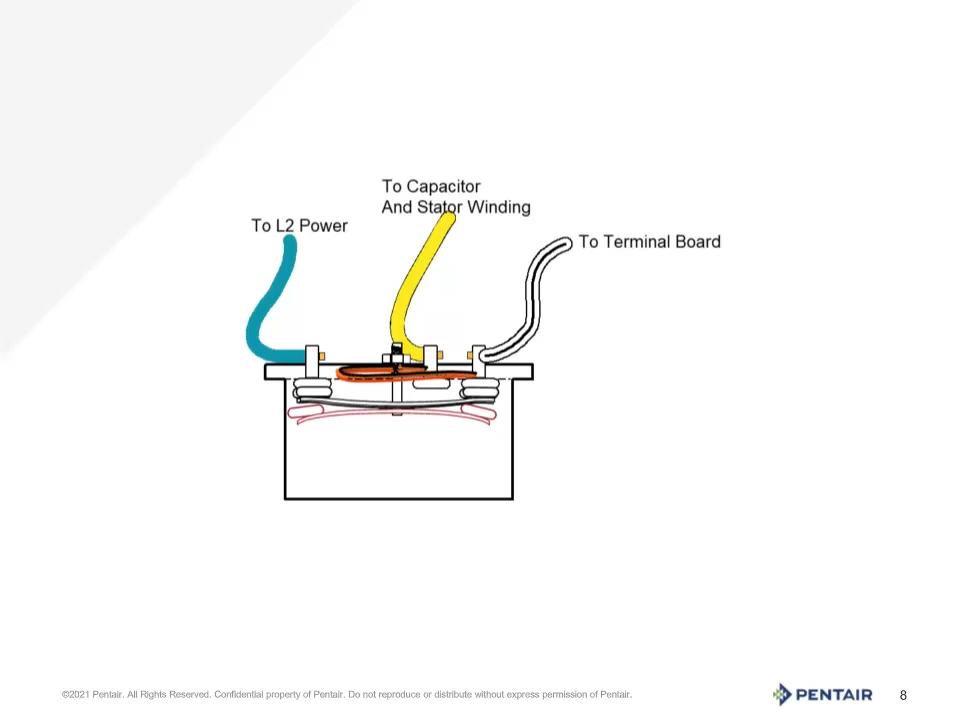 To Capacitor
And Stator Winding
To L2 Power
To Terminal Board
©2021 Pentair. All Rights Reserved. Confidential property of Pentair. Do not reproduce or distribute without express permission of Pentair.
PENTAIR
8